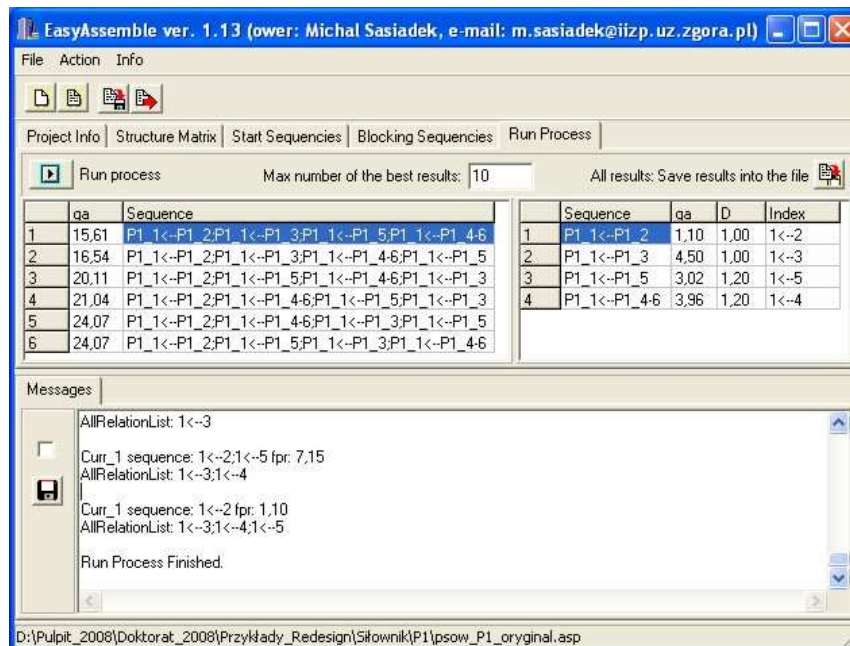 EasyAssemble ver. 1.13 (ower: Michal Sasiadek, e-mail: m.sasiadek@iizp.uz.zgora.pl)
File Action Info
Project Info Structure Matrix Start Sequencies Blocking Sequencies Run Process
Run process Max number of the best results: 10 All results: Save results into the file
qa Sequence
1 15,61 P1_1<--P1_2;P1_1<--P1_3;P1_1<--P1_5;P1_1<--P1_4-6
2 16,54 P1_1<--P1_2;P1_1<--P1_3;P1_1<--P1_4-6;P1_1<--P1_5
3 20,11 P1_1<--P1_2;P1_1<--P1_5;P1_1<--P1_4-6;P1_1<--P1_3
4 21,04 P1_1<--P1_2;P1_1<--P1_4-6;P1_1<--P1_5;P1_1<--P1_3
5 24,07 P1_1<--P1_2;P1_1<--P1_4-6;P1_1<--P1_3;P1_1<--P1_5
6 24,07 P1_1<--P1_2;P1_1<--P1_5;P1_1<--P1_3;P1_1<--P1_4-6
Sequence qa D Index
1 P1_1<--P1_2 1,10 1,00 1<--2
2 P1_1<--P1_3 4,50 1,00 1<--3
3 P1_1<--P1_5 3,02 1,20 1<--5
4 P1_1<--P1_4-6 3,96 1,20 1<--4
Messages
AllRelationList: 1<--3
Curr_1 sequence: 1<--2;1<--5 fpr: 7,15
AllRelationList: 1<--3;1<--4
Curr_1 sequence: 1<--2 fpr: 1,10
AllRelationList: 1<--3;1<--4;1<--5
Run Process Finished.
D:\Pulpit_2008\Doktorat_2008\Przykłady_Redesign\Siłownik\P1\psow_P1_oryginal.asp